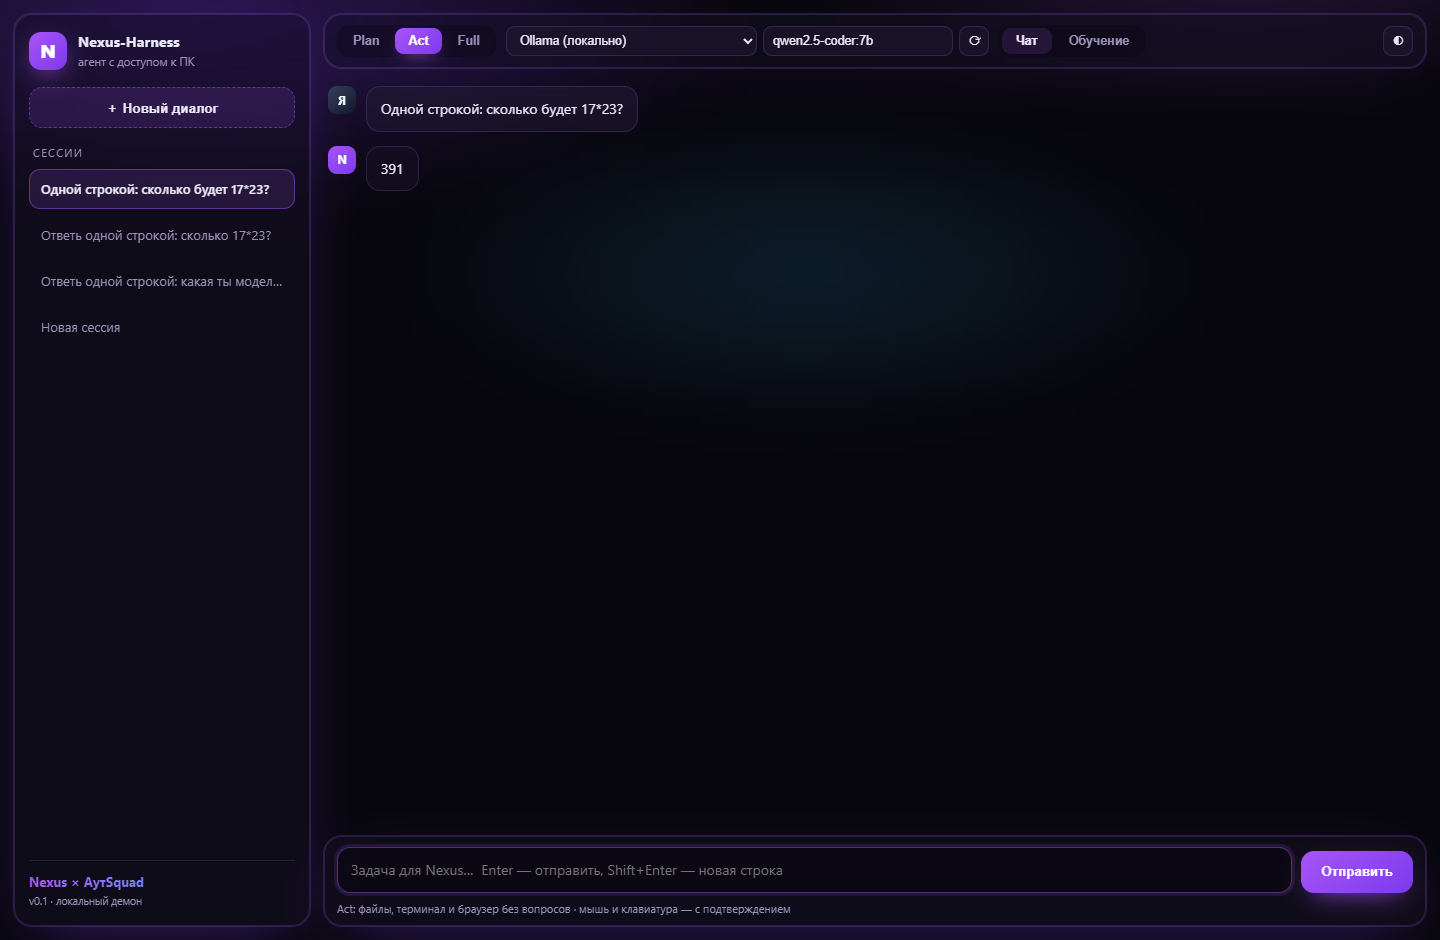 N
Nexus-Harness
агент с доступом к ПК
+ Новый диалог
СЕССИИ
Одной строкой: сколько будет 17*23?
Ответь одной строкой: сколько 17*23?
Ответь одной строкой: какая ты модел...
Новая сессия
Nexus × АутSquad
v0.1 · локальный демон
Plan Act Full Ollama (локально) qwen2.5-coder:7b Чат Обучение
Я
Одной строкой: сколько будет 17*23?
N
391
Задача для Nexus... Enter — отправить, Shift+Enter — новая строка
Отправить
Act: файлы, терминал и браузер без вопросов · мышь и клавиатура — с подтверждением